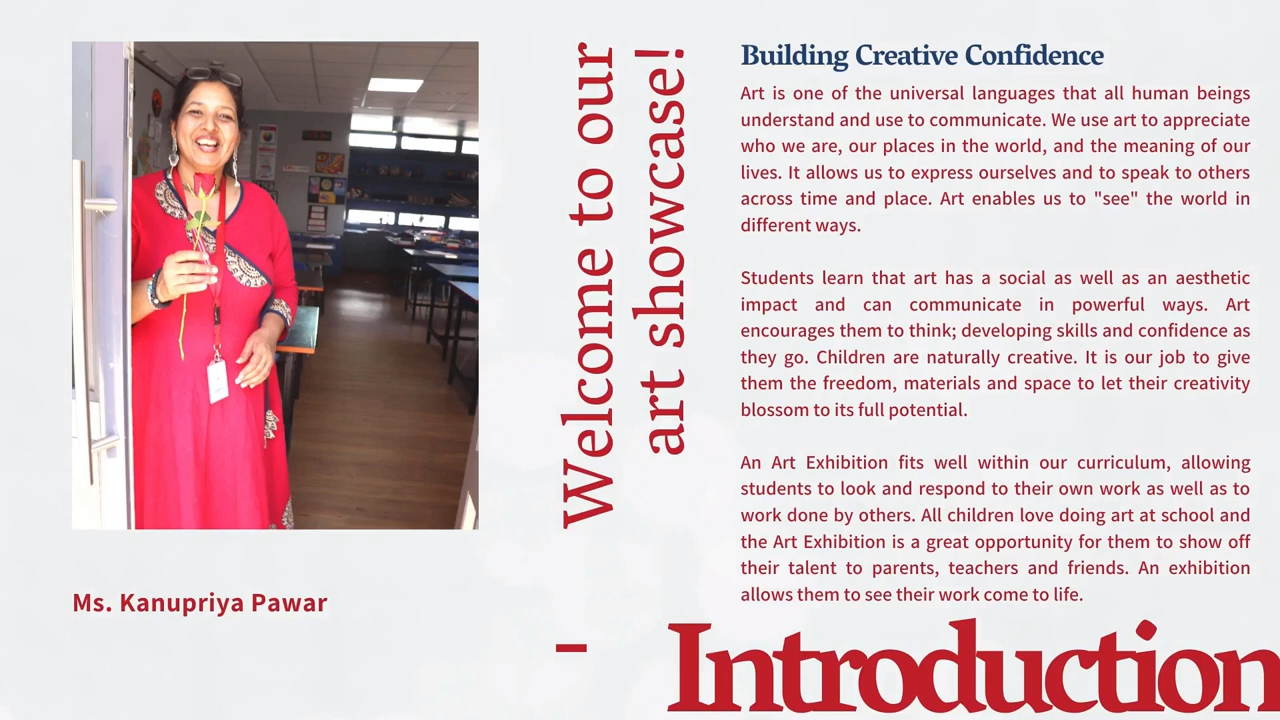 Ms. Kanupriya Pawar
Welcome to our
art showcase!
Building Creative Confidence
Art is one of the universal languages that all human beings
understand and use to communicate. We use art to appreciate
who we are, our places in the world, and the meaning of our
lives. It allows us to express ourselves and to speak to others
across time and place. Art enables us to "see" the world in
different ways.
Students learn that art has a social as well as an aesthetic
impact and can communicate in powerful ways. Art
encourages them to think; developing skills and confidence as
they go. Children are naturally creative. It is our job to give
them the freedom, materials and space to let their creativity
blossom to its full potential.
An Art Exhibition fits well within our curriculum, allowing
students to look and respond to their own work as well as to
work done by others. All children love doing art at school and
the Art Exhibition is a great opportunity for them to show off
their talent to parents, teachers and friends. An exhibition
allows them to see their work come to life.
Introduction